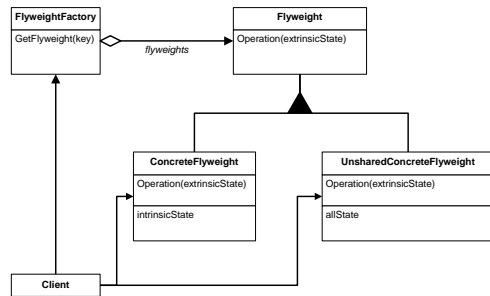 FlyweightFactory
GetFlyweight(key)
flyweights
Flyweight
Operation(extrinsicState)
ConcreteFlyweight
Operation(extrinsicState)
intrinsicState
UnsharedConcreteFlyweight
Operation(extrinsicState)
allState
Client